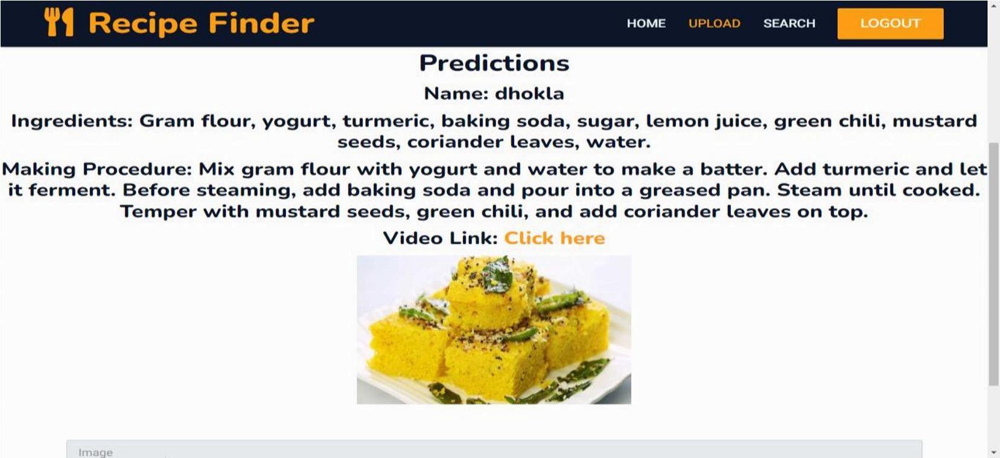 Recipe Finder
HOME UPLOAD SEARCH LOGOUT
Predictions
Name: dhokla
Ingredients: Gram flour, yogurt, turmeric, baking soda, sugar, lemon juice, green chili, mustard
seeds, coriander leaves, water.
Making Procedure: Mix gram flour with yogurt and water to make a batter. Add turmeric and let
it ferment. Before steaming, add baking soda and pour into a greased pan. Steam until cooked.
Temper with mustard seeds, green chili, and add coriander leaves on top.
Video Link: Click here
Image